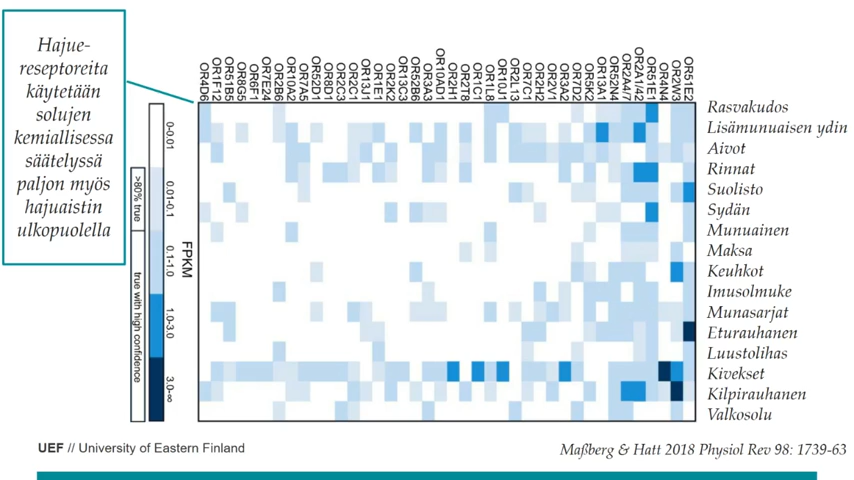 Hajue-
reseptoreita
käytetään
solujen
kemiallisessa
säätelyssä
paljon myös
hajuaistin
ulkopuolella
OR4D6
OR1F12
OR51B5
OR8G5
OR6F1
OR7E24
OR2B6
OR10A2
OR7A5
OR52D1
OR8D1
OR2C3
OR2C1
OR13J1
OR1E1
OR2K2
OR13C3
OR52B6
OR3A3
OR10AD1
OR2H1
OR2T8
OR1C1
OR1L8
OR10J1
OR2L13
OR7C1
OR2H2
OR2V1
OR3A2
OR7D2
OR5K2
OR13A1
OR52N4
OR2A4/7
OR2A1/42
OR51E1
OR4N4
OR2W3
OR51E2
Rasvakudos
Lisämunuaisen ydin
Aivot
Rinnat
Suolisto
Sydän
Munuainen
Maksa
Keuhkot
Imusolmuke
Munasarjat
Eturauhanen
Luustolihas
Kivekset
Kilpirauhanen
Valkosolu
0-0.01
0.01-0.1
0.1-1.0
1.0-3.0
3.0-∞
FPKM
>80% true
true with high confidence
UEF // University of Eastern Finland
Maßberg & Hatt 2018 Physiol Rev 98: 1739-63